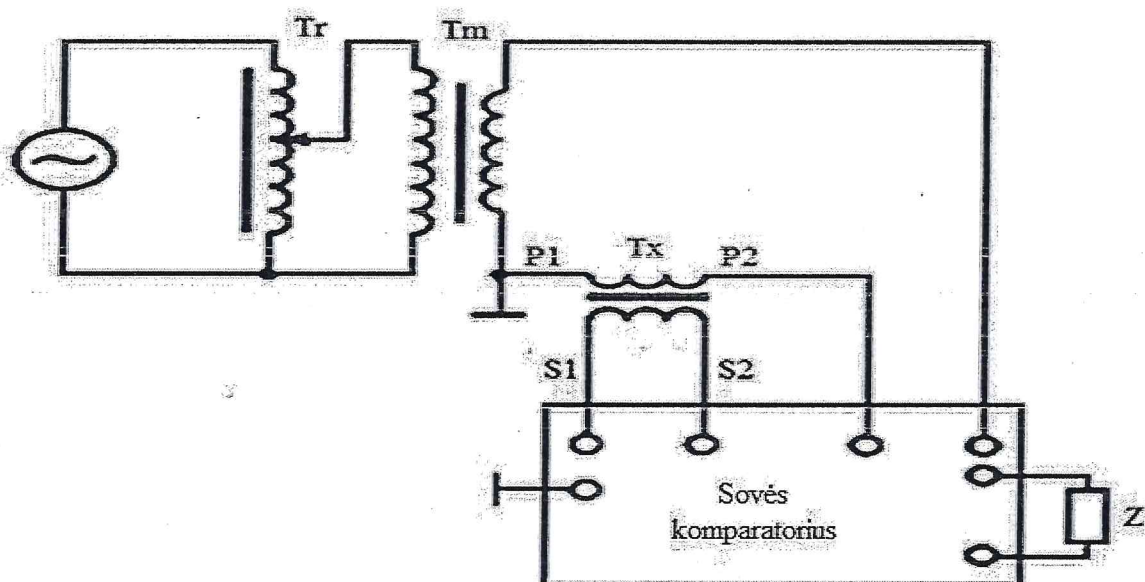 Tr
Tm
P1
Tx
P2
S1
S2
Sovės
komparatorius
Z